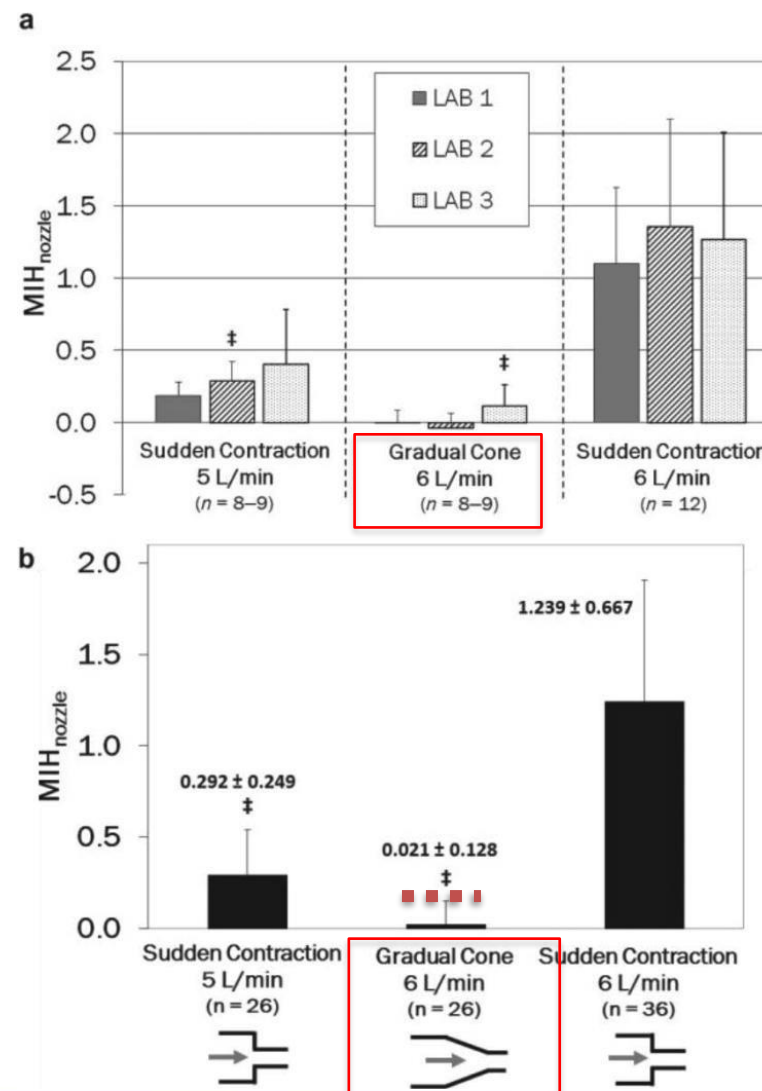 a
2.5
2.0
1.5
1.0
0.5
0.0
-0.5
MIHnozzle
LAB 1
LAB 2
LAB 3
‡
‡
Sudden Contraction
5 L/min
(n = 8–9)
Gradual Cone
6 L/min
(n = 8–9)
Sudden Contraction
6 L/min
(n = 12)
b
2.0
1.5
1.0
0.5
0.0
MIHnozzle
0.292 ± 0.249
‡
0.021 ± 0.128
‡
1.239 ± 0.667
Sudden Contraction
5 L/min
(n = 26)
Gradual Cone
6 L/min
(n = 26)
Sudden Contraction
6 L/min
(n = 36)